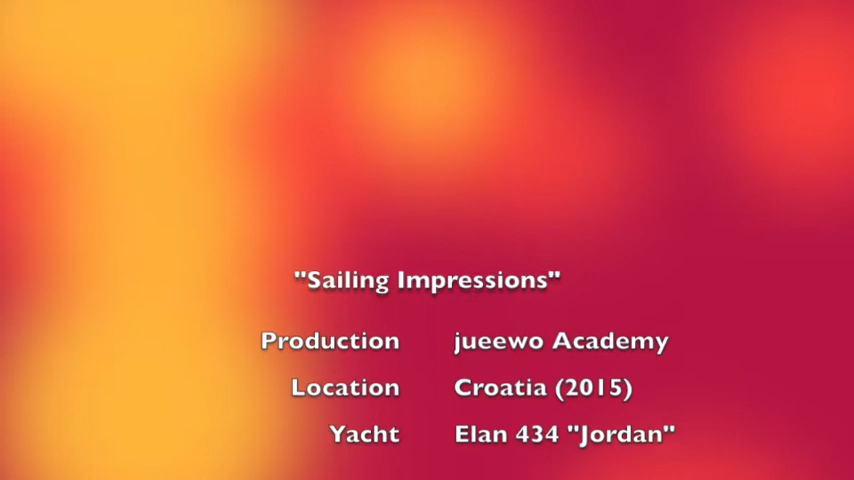 "Sailing Impressions"
Production jueewo Academy
Location Croatia (2015)
Yacht Elan 434 "Jordan"